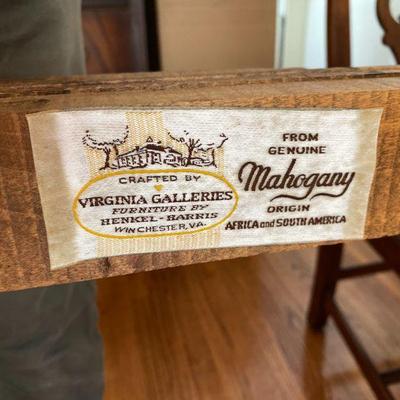 CRAFTED BY
VIRGINIA GALLERIES
FURNITURE BY
HENKEL-HARRIS
WINCHESTER, VA.
FROM
GENUINE
Mahogany
ORIGIN
AFRICA and SOUTH AMERICA